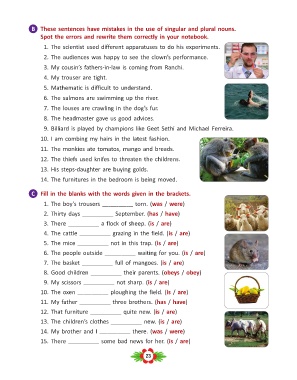 B These sentences have mistakes in the use of singular and plural nouns.
Spot the errors and rewrite them correctly in your notebook.
1. The scientist used different apparatuses to do his experiments.
2. The audiences was happy to see the clown's performance.
3. My cousin's fathers-in-law is coming from Ranchi.
4. My trouser are tight.
5. Mathematic is difficult to understand.
6. The salmons are swimming up the river.
7. The louses are crawling in the dog's fur.
8. The headmaster gave us good advices.
9. Billiard is played by champions like Geet Sethi and Michael Ferreira.
10. I am combing my hairs in the latest fashion.
11. The monkies ate tomatos, mango and breads.
12. The thiefs used knifes to threaten the childrens.
13. His steps-daughter are buying golds.
14. The furnitures in the bedroom is being moved.
C Fill in the blanks with the words given in the brackets.
1. The boy's trousers __________ torn. (was / were)
2. Thirty days __________ September. (has / have)
3. There __________ a flock of sheep. (is / are)
4. The cattle __________ grazing in the field. (is / are)
5. The mice __________ not in this trap. (is / are)
6. The people outside __________ waiting for you. (is / are)
7. The basket __________ full of mangoes. (is / are)
8. Good children __________ their parents. (obeys / obey)
9. My scissors __________ not sharp. (is / are)
10. The oxen __________ ploughing the field. (is / are)
11. My father __________ three brothers. (has / have)
12. That furniture __________ quite new. (is / are)
13. The children's clothes __________ new. (is / are)
14. My brother and I __________ there. (was / were)
15. There __________ some bad news for her. (is / are)
23